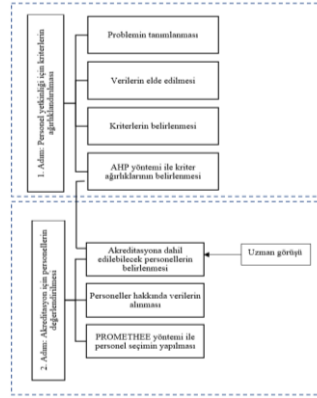 1. Adım: Personel yetkinliği için kriterlerin
ağırlıklandırılması
Problemin tanımlanması
Verilerin elde edilmesi
Kriterlerin belirlenmesi
AHP yöntemi ile kriter
ağırlıklarının belirlenmesi
2. Adım: Akreditasyon için personellerin
değerlendirilmesi
Akreditasyona dahil
edilebilecek personellerin
belirlenmesi
Uzman görüşü
Personeller hakkında verilerin
alınması
PROMETHEE yöntemi ile
personel seçimin yapılması